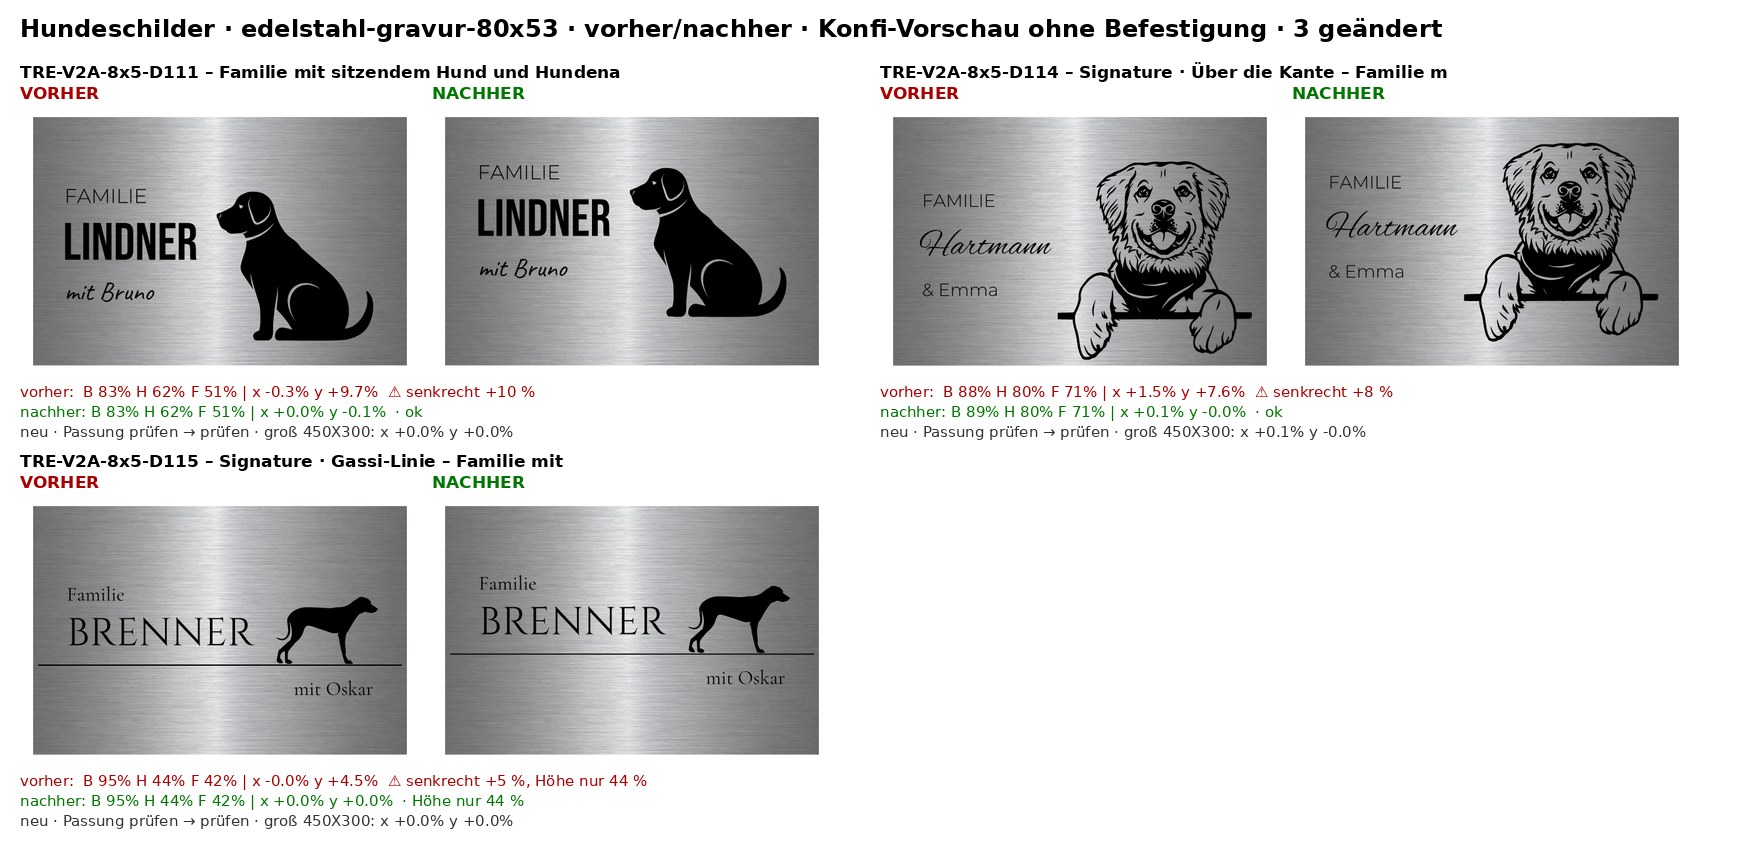 Hundeschilder · edelstahl-gravur-80x53 · vorher/nachher · Konfi-Vorschau ohne Befestigung · 3 geändert
TRE-V2A-8x5-D111 – Familie mit sitzendem Hund und Hundena
VORHER
NACHHER
FAMILIE
LINDNER
mit Bruno
FAMILIE
LINDNER
mit Bruno
vorher: B 83% H 62% F 51% | x -0.3% y +9.7% ⚠ senkrecht +10 %
nachher: B 83% H 62% F 51% | x +0.0% y -0.1% · ok
neu · Passung prüfen → prüfen · groß 450X300: x +0.0% y +0.0%
TRE-V2A-8x5-D114 – Signature · Über die Kante – Familie m
VORHER
NACHHER
FAMILIE
Hartmann
& Emma
FAMILIE
Hartmann
& Emma
vorher: B 88% H 80% F 71% | x +1.5% y +7.6% ⚠ senkrecht +8 %
nachher: B 89% H 80% F 71% | x +0.1% y -0.0% · ok
neu · Passung prüfen → prüfen · groß 450X300: x +0.1% y -0.0%
TRE-V2A-8x5-D115 – Signature · Gassi-Linie – Familie mit
VORHER
NACHHER
Familie
BRENNER
mit Oskar
Familie
BRENNER
mit Oskar
vorher: B 95% H 44% F 42% | x -0.0% y +4.5% ⚠ senkrecht +5 %, Höhe nur 44 %
nachher: B 95% H 44% F 42% | x +0.0% y +0.0% · Höhe nur 44 %
neu · Passung prüfen → prüfen · groß 450X300: x +0.0% y +0.0%